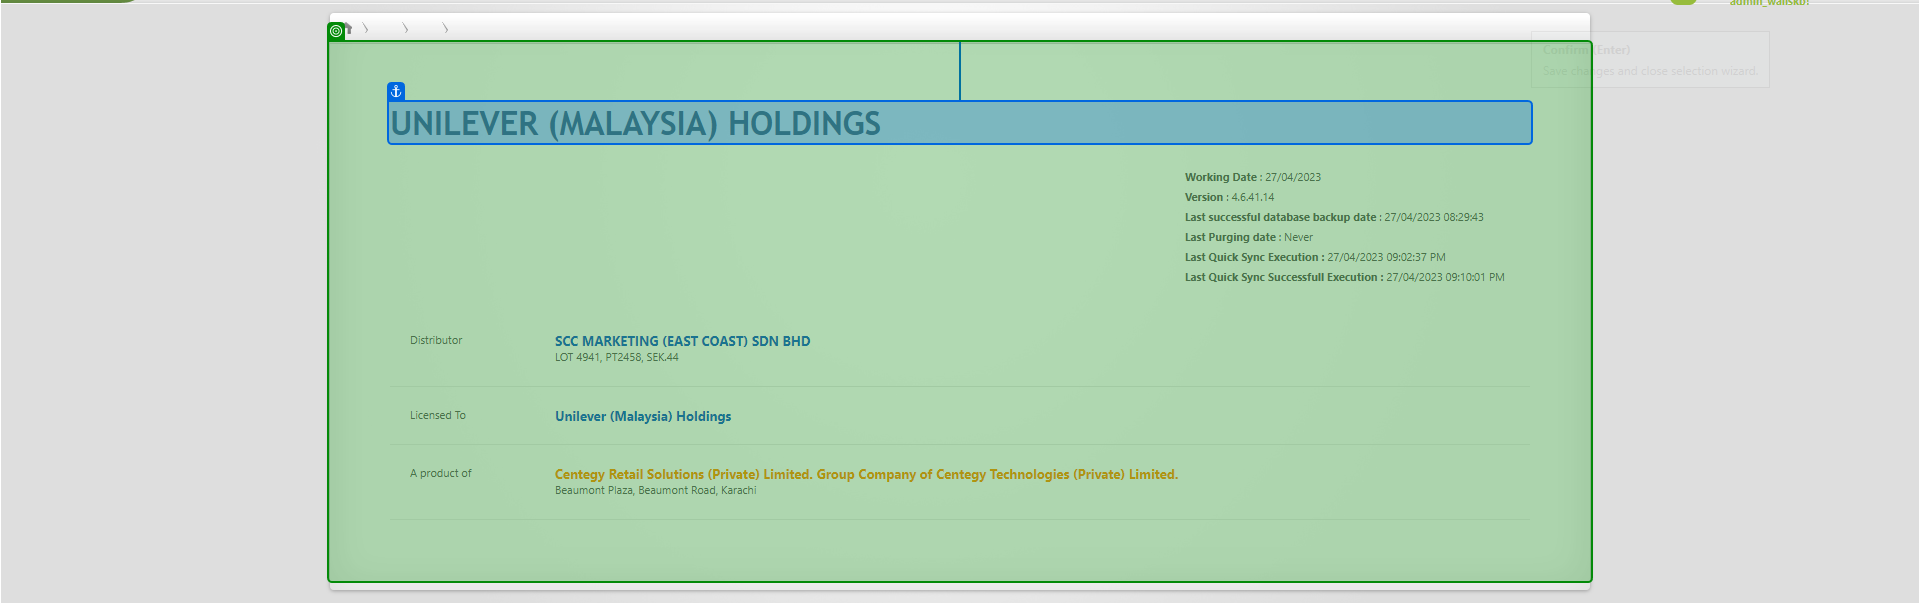 admin_wanskb!
Confirm (Enter)
Save changes and close selection wizard.
UNILEVER (MALAYSIA) HOLDINGS
Working Date : 27/04/2023
Version : 4.6.41.14
Last successful database backup date : 27/04/2023 08:29:43
Last Purging date : Never
Last Quick Sync Execution : 27/04/2023 09:02:37 PM
Last Quick Sync Successfull Execution : 27/04/2023 09:10:01 PM
Distributor
SCC MARKETING (EAST COAST) SDN BHD
LOT 4941, PT2458, SEK.44
Licensed To
Unilever (Malaysia) Holdings
A product of
Centegy Retail Solutions (Private) Limited. Group Company of Centegy Technologies (Private) Limited.
Beaumont Plaza, Beaumont Road, Karachi